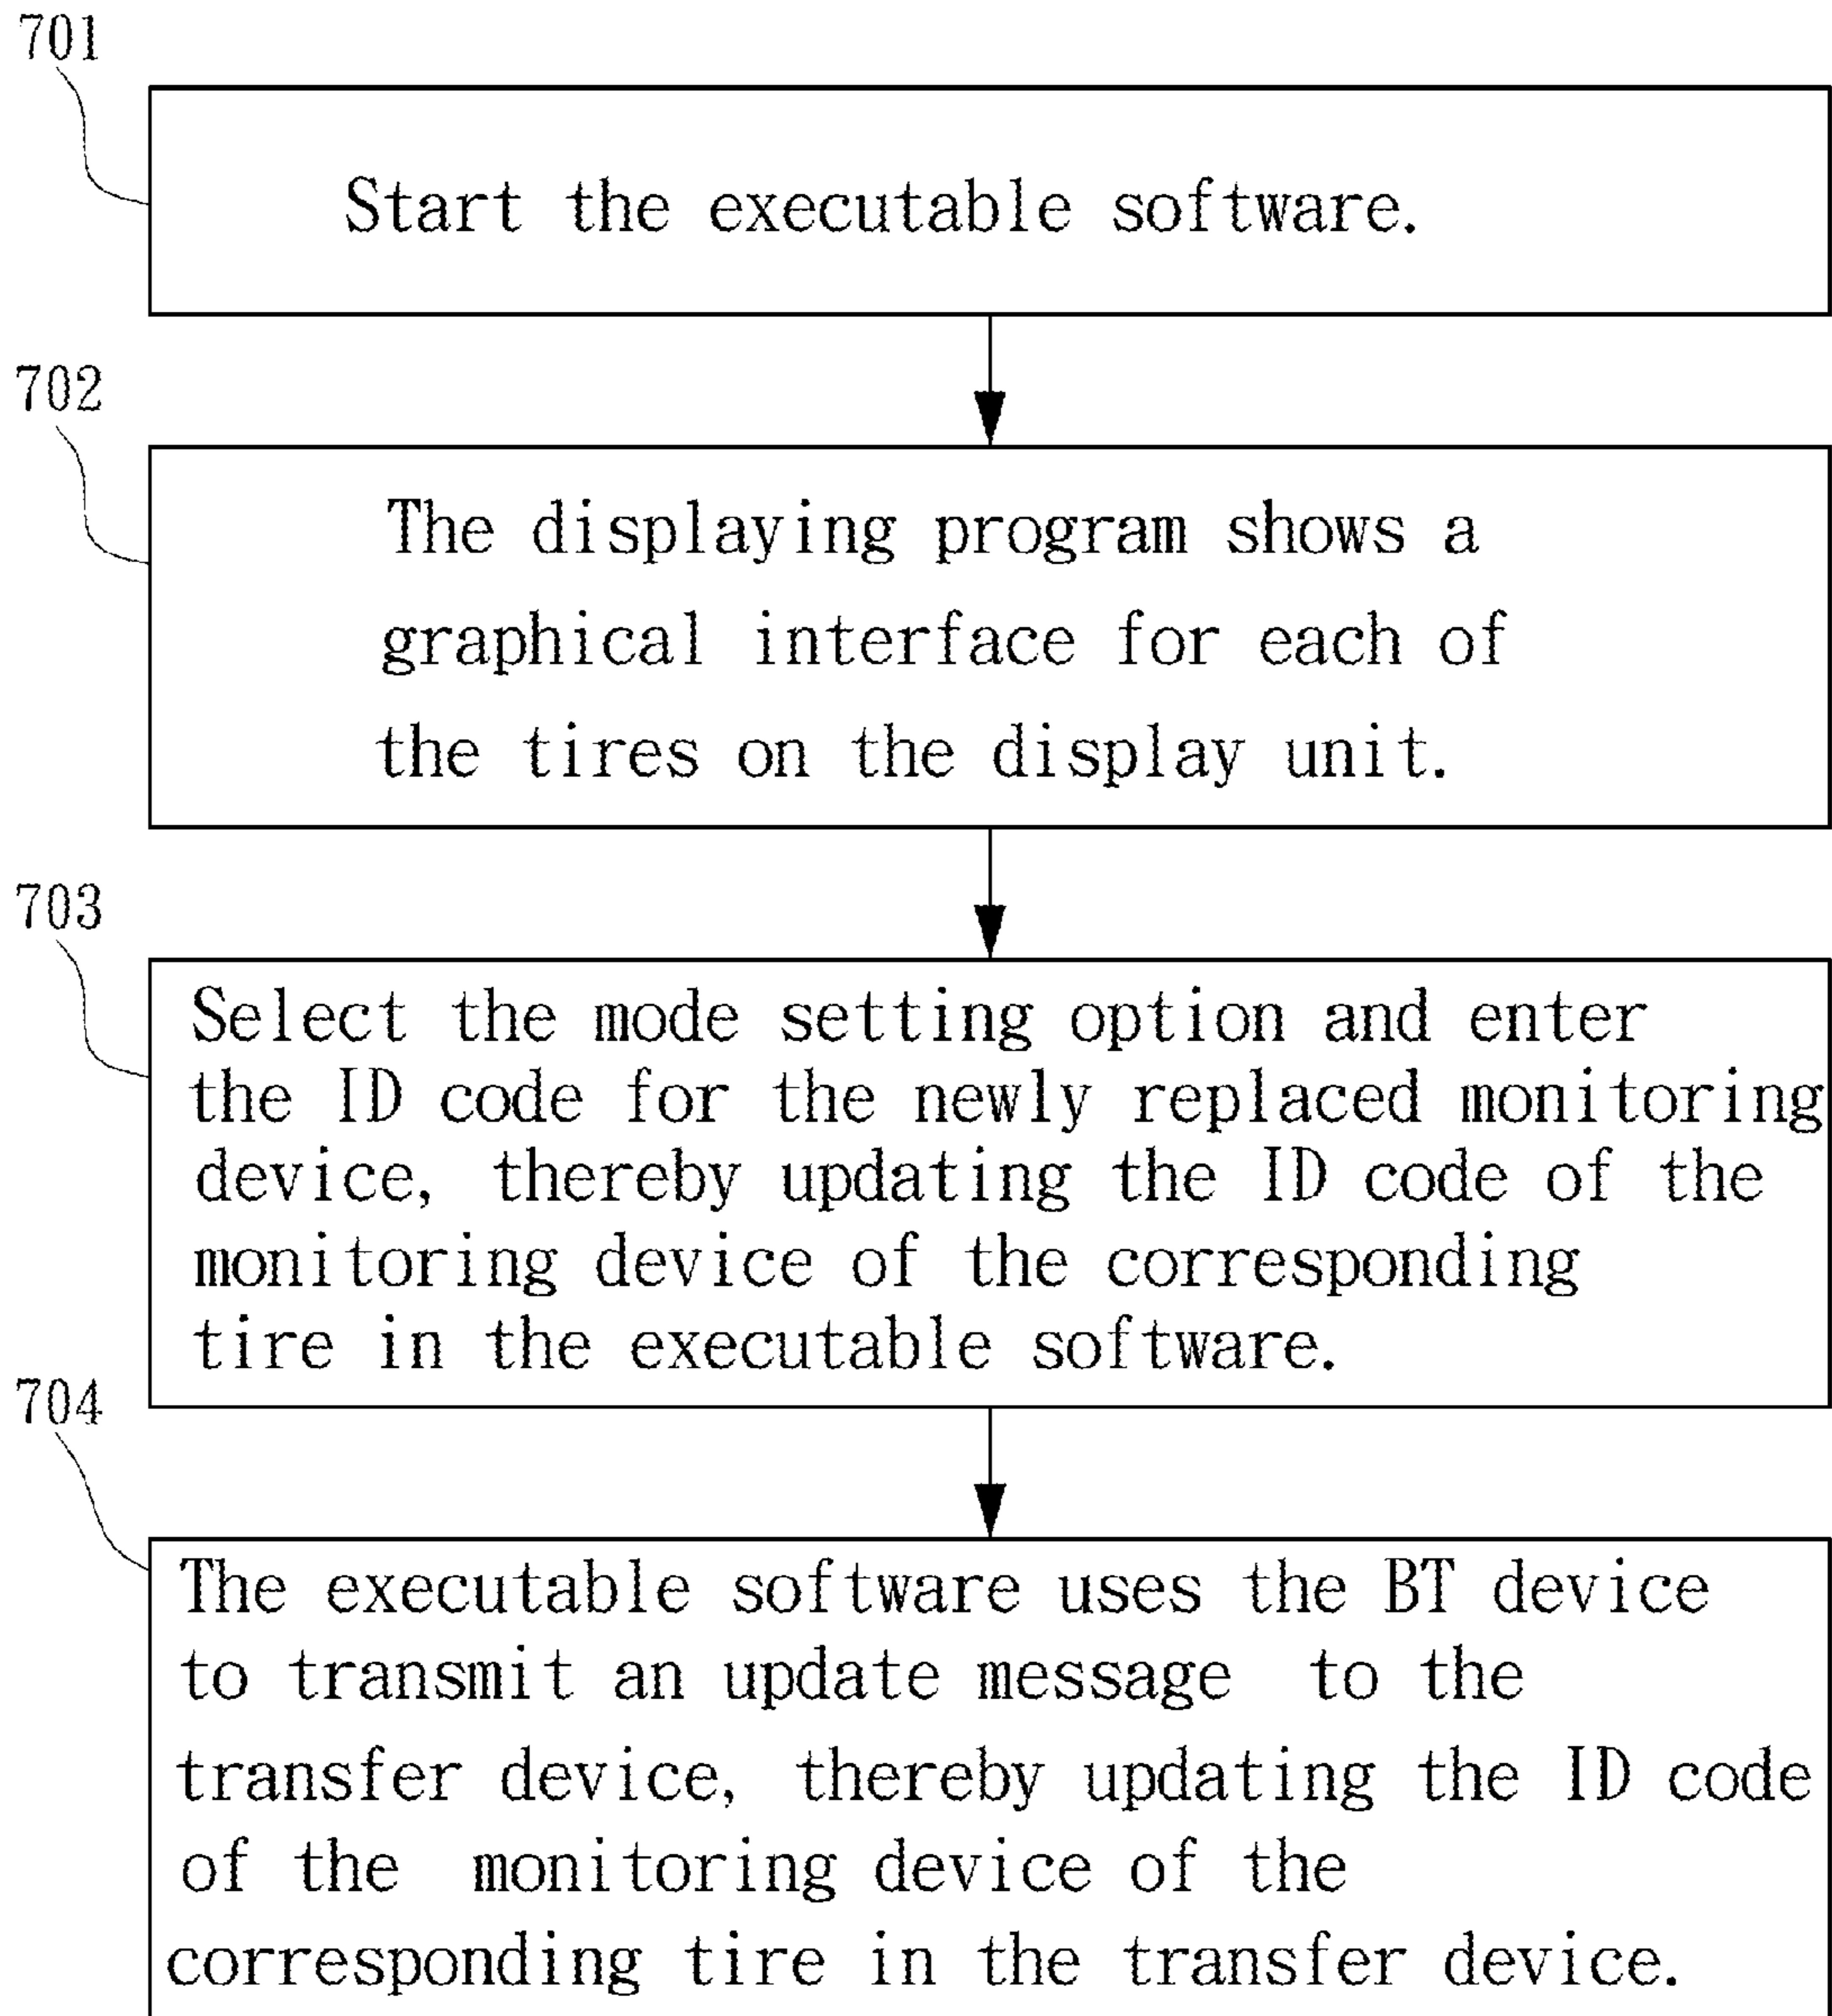 701
Start the executable software.
702
The displaying program shows a
graphical interface for each of
the tires on the display unit.
703
Select the mode setting option and enter
the ID code for the newly replaced monitoring
device, thereby updating the ID code of the
monitoring device of the corresponding
tire in the executable software.
704
The executable software uses the BT device
to transmit an update message to the
transfer device, thereby updating the ID code
of the monitoring device of the
corresponding tire in the transfer device.